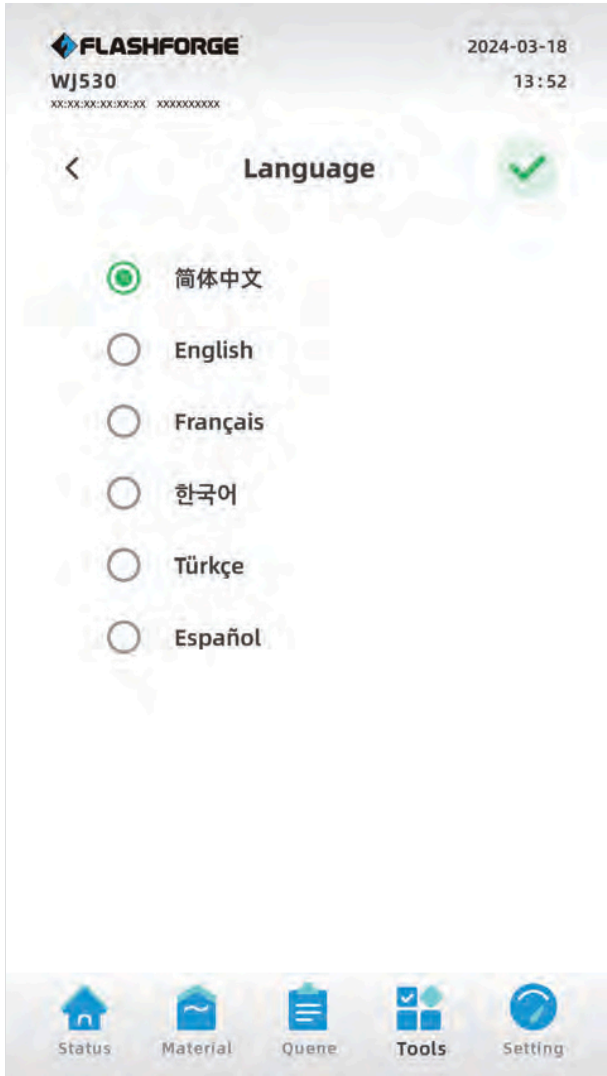 FLASHFORGE 2024-03-18
WJ530 13:52
xx:xx:xx:xx:xx:xx xxxxxxxxxx
Language
简体中文
English
Français
한국어
Türkçe
Español
Status Material Quene Tools Setting